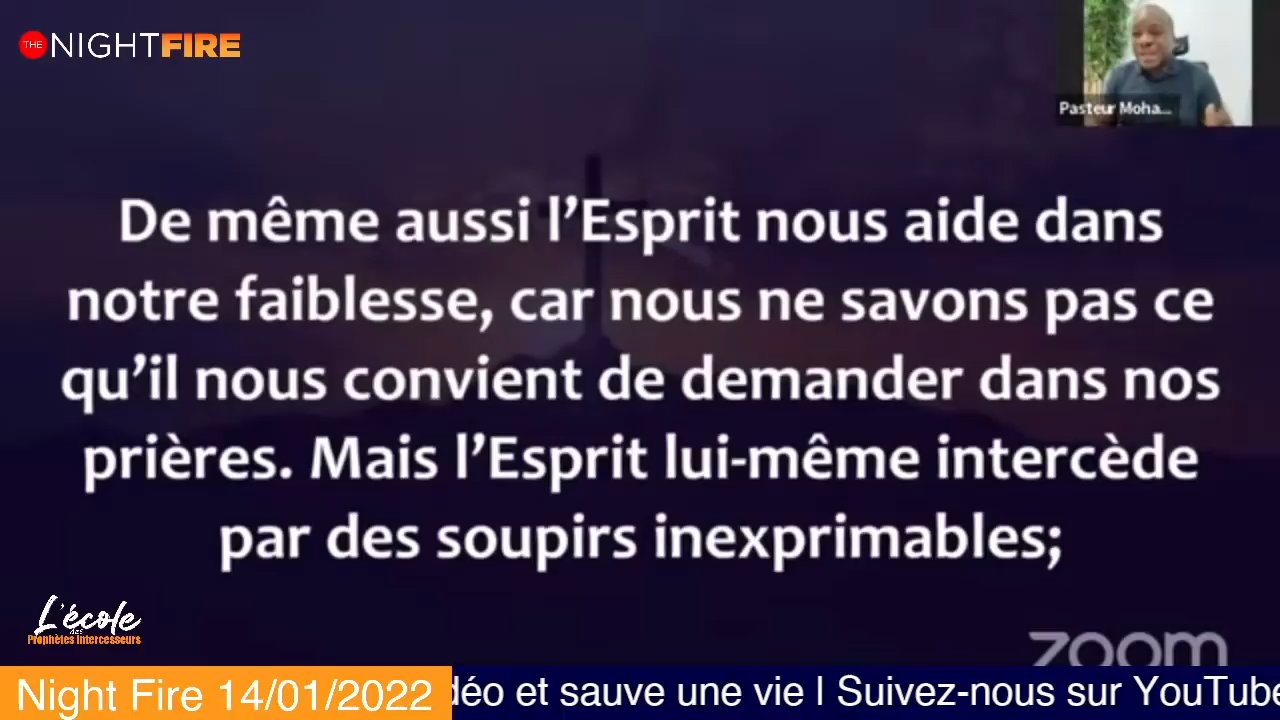 THE NIGHTFIRE
Pasteur Moha...
De même aussi l’Esprit nous aide dans
notre faiblesse, car nous ne savons pas ce
qu’il nous convient de demander dans nos
prières. Mais l’Esprit lui-même intercède
par des soupirs inexprimables;
L'école
des
Prophètes Intercesseurs
zoom
Night Fire 14/01/2022
déo et sauve une vie | Suivez-nous sur YouTube